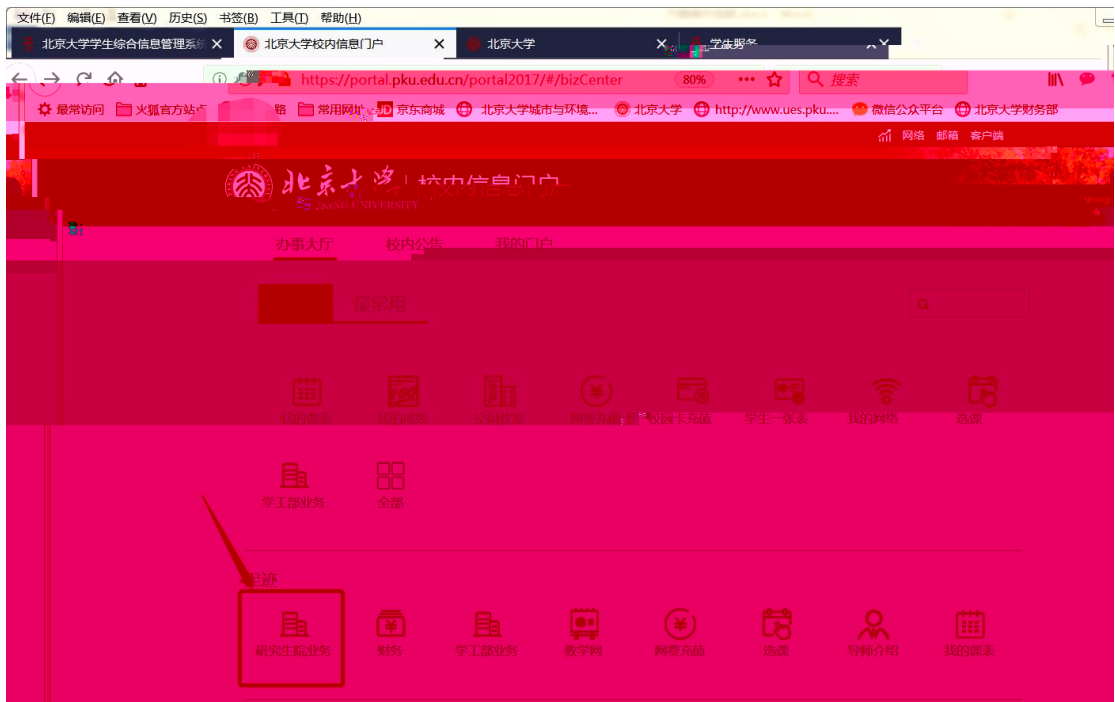 文件(F) 编辑(E) 查看(V) 历史(S) 书签(B) 工具(T) 帮助(H)
北京大学学生综合信息管理系统 北京大学校内信息门户 北京大学
https://portal.pku.edu.cn/portal2017/#/bizCenter 80% 搜索
最常访问 火狐官方站点 常用网址 京东商城 北京大学城市与环境... 北京大学 http://www.ues.pku.... 微信公众平台 北京大学财务部
网络 邮箱 客户端
北京大学 校内信息门户
办事大厅 校内公告 我的门户
最常用
我的课表 网费充值 校园卡充值 学生一张表 我的网络 选课
学工部业务 全部
足迹
研究生院业务 财务 学工部业务 教学网 网费充值 选课 导师介绍 我的课表